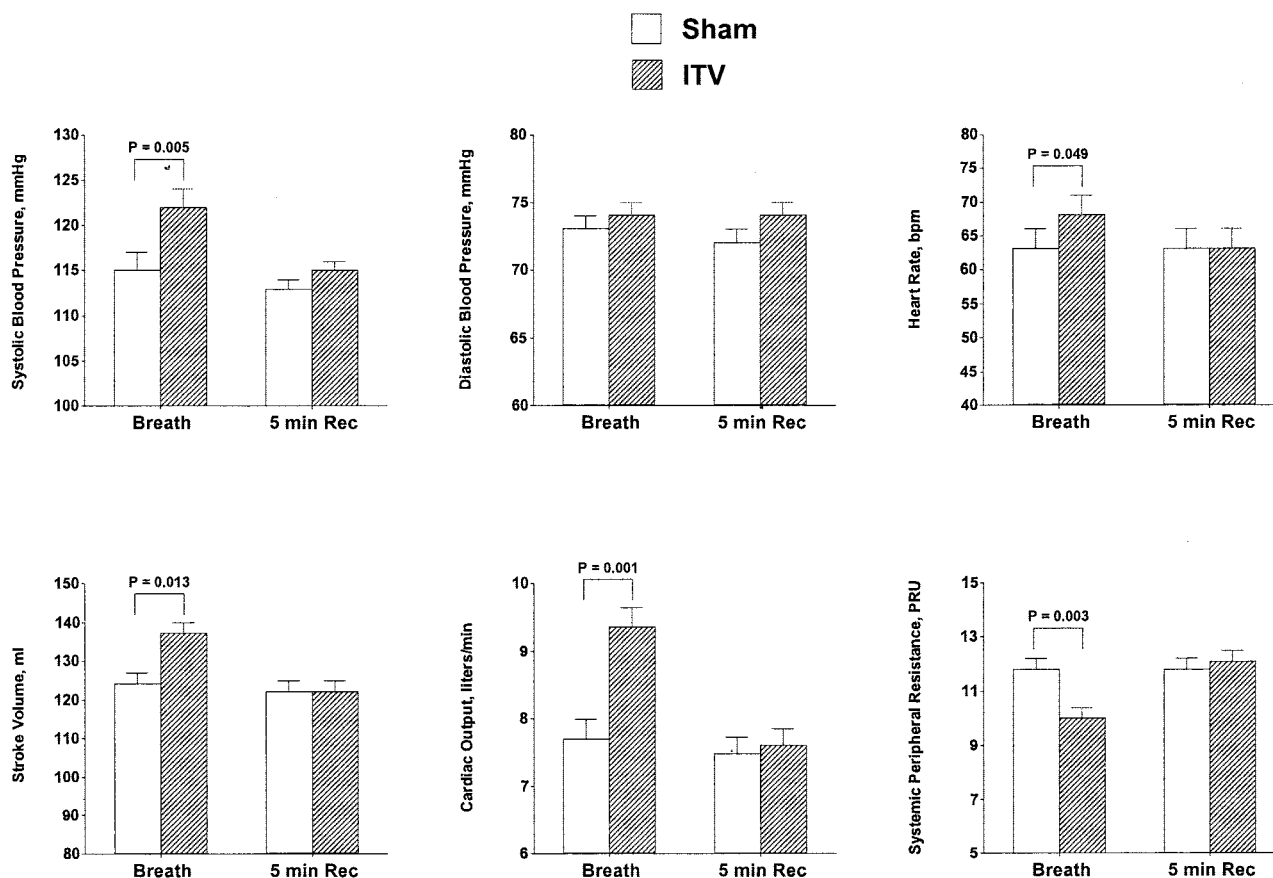 Sham
ITV
Systolic Blood Pressure, mmHg
130
125
120
115
110
105
100
P = 0.005
Breath
5 min Rec
Diastolic Blood Pressure, mmHg
80
75
70
65
60
Breath
5 min Rec
Heart Rate, bpm
80
75
70
65
60
55
50
45
40
P = 0.049
Breath
5 min Rec
Stroke Volume, ml
150
140
130
120
110
100
90
80
P = 0.013
Breath
5 min Rec
Cardiac Output, liters/min
10
9
8
7
6
P = 0.001
Breath
5 min Rec
Systemic Peripheral Resistance, PRU
15
13
11
9
7
5
P = 0.003
Breath
5 min Rec